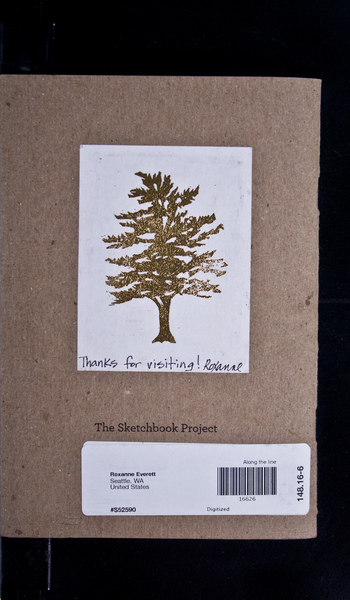 Thanks for visiting! Roxanne
The Sketchbook Project
Along the line
Roxanne Everett
Seattle, WA
United States
16626
148.16-6
#S52590
Digitized